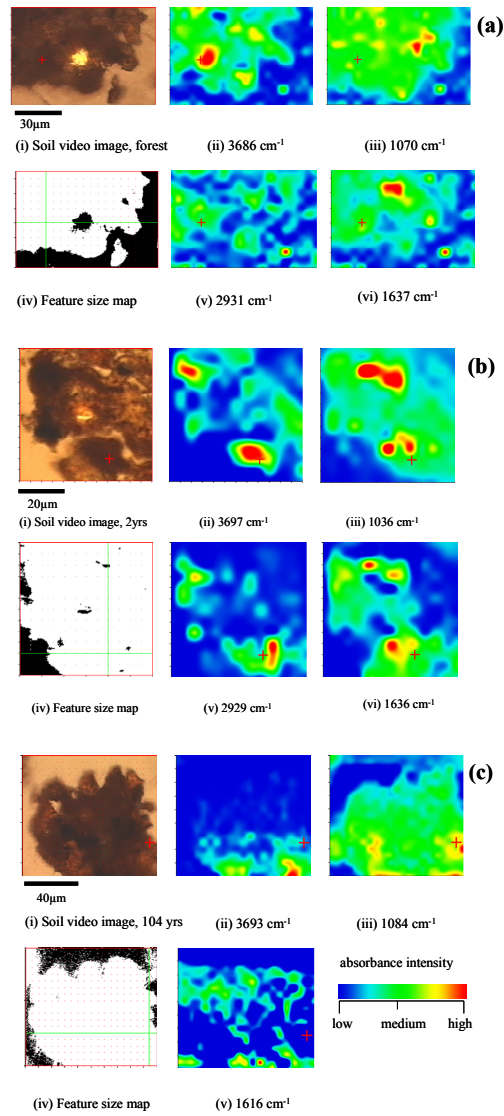 (a)
30µm
(i) Soil video image, forest (ii) 3686 cm⁻¹ (iii) 1070 cm⁻¹
(iv) Feature size map (v) 2931 cm⁻¹ (vi) 1637 cm⁻¹
(b)
20µm
(i) Soil video image, 2yrs (ii) 3697 cm⁻¹ (iii) 1036 cm⁻¹
(iv) Feature size map (v) 2929 cm⁻¹ (vi) 1636 cm⁻¹
(c)
40µm
(i) Soil video image, 104 yrs (ii) 3693 cm⁻¹ (iii) 1084 cm⁻¹
absorbance intensity
low medium high
(iv) Feature size map (v) 1616 cm⁻¹